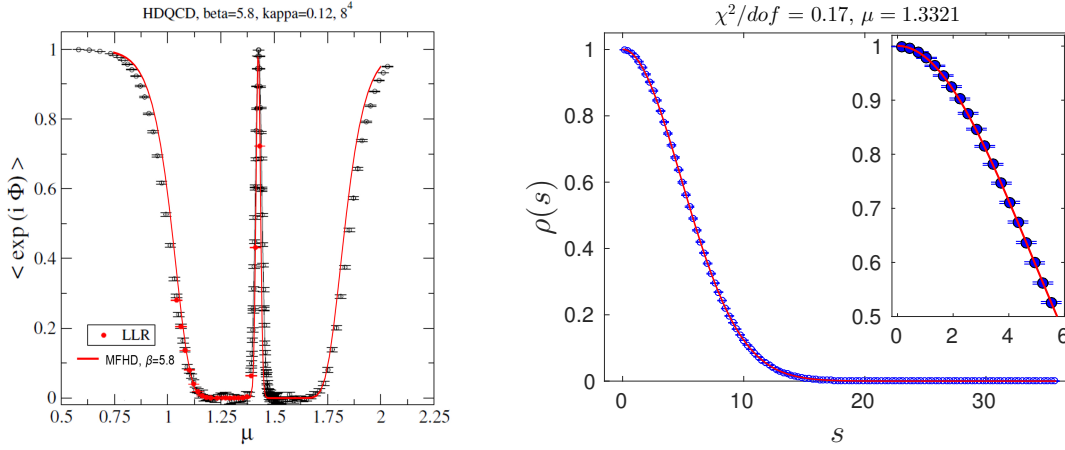 HDQCD, beta=5.8, kappa=0.12, 8^4
< exp (i Φ) >
1
0.8
0.6
0.4
0.2
0
LLR
MFHD, β=5.8
0.5 0.75 1 1.25 1.5 1.75 2 2.25
μ
χ²/dof = 0.17, μ = 1.3321
ρ(s)
1
0.8
0.6
0.4
0.2
0
0 10 20 30
s
1
0.9
0.8
0.7
0.6
0.5
0 2 4 6